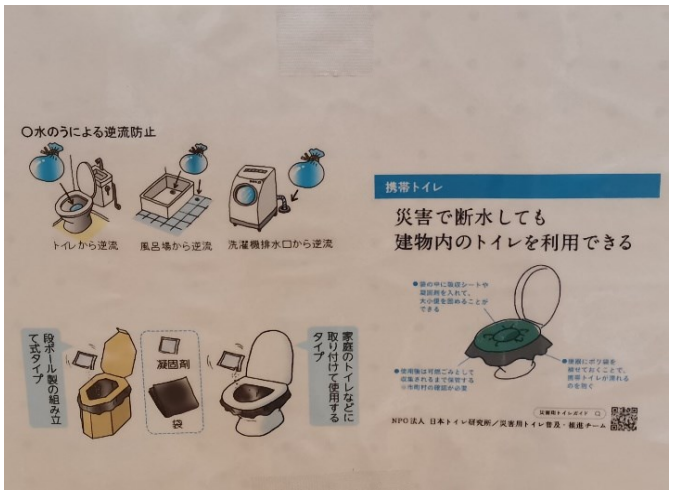 ○水のうによる逆流防止
トイレから逆流
風呂場から逆流
洗濯機排水口から逆流
段ボール製の組み立
て式タイプ
凝固剤
袋
家庭のトイレなどに
取り付けて使用する
タイプ
携帯トイレ
災害で断水しても
建物内のトイレを利用できる
●袋の中に吸収シートや
凝固剤を入れて、
大小便を固めることが
できる
●使用後は可燃ごみとして
収集されるまで保管する
※市町村の確認が必要
●便器にポリ袋を
被せておくことで、
携帯トイレが濡れる
のを防ぐ
災害用トイレガイド
NPO法人 日本トイレ研究所/災害用トイレ普及・推進チーム